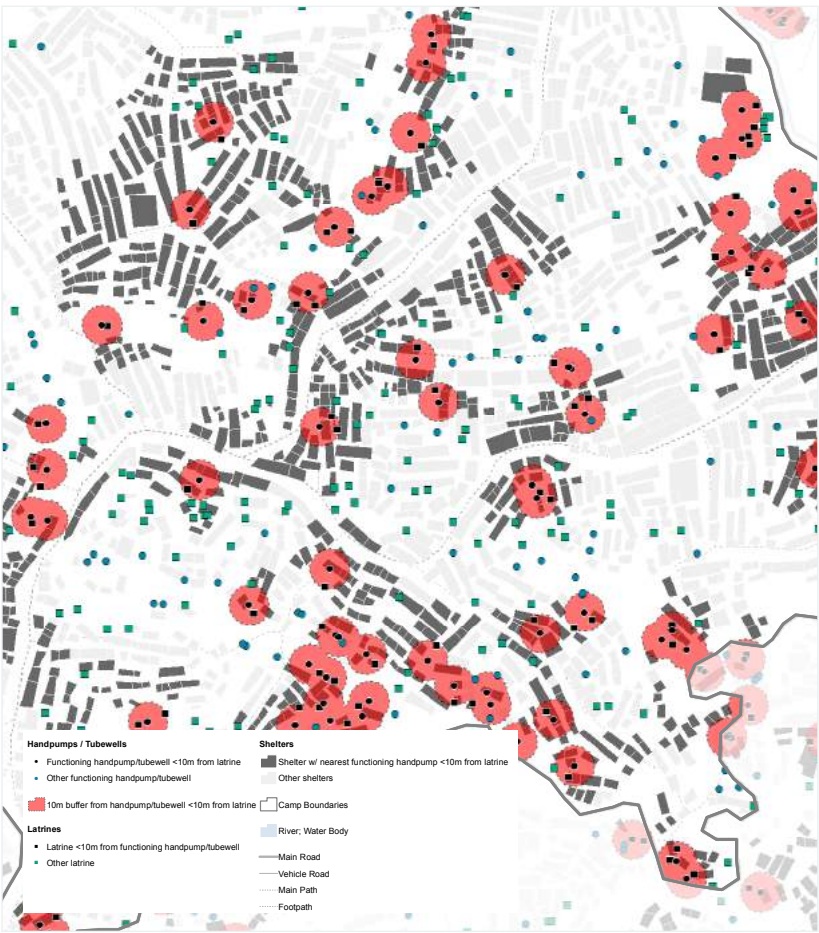 Handpumps / Tubewells
Functioning handpump/tubewell <10m from latrine
Other functioning handpump/tubewell
10m buffer from handpump/tubewell <10m from latrine
Latrines
Latrine <10m from functioning handpump/tubewell
Other latrine
Shelters
Shelter w/ nearest functioning handpump <10m from latrine
Other shelters
Camp Boundaries
River; Water Body
Main Road
Vehicle Road
Main Path
Footpath